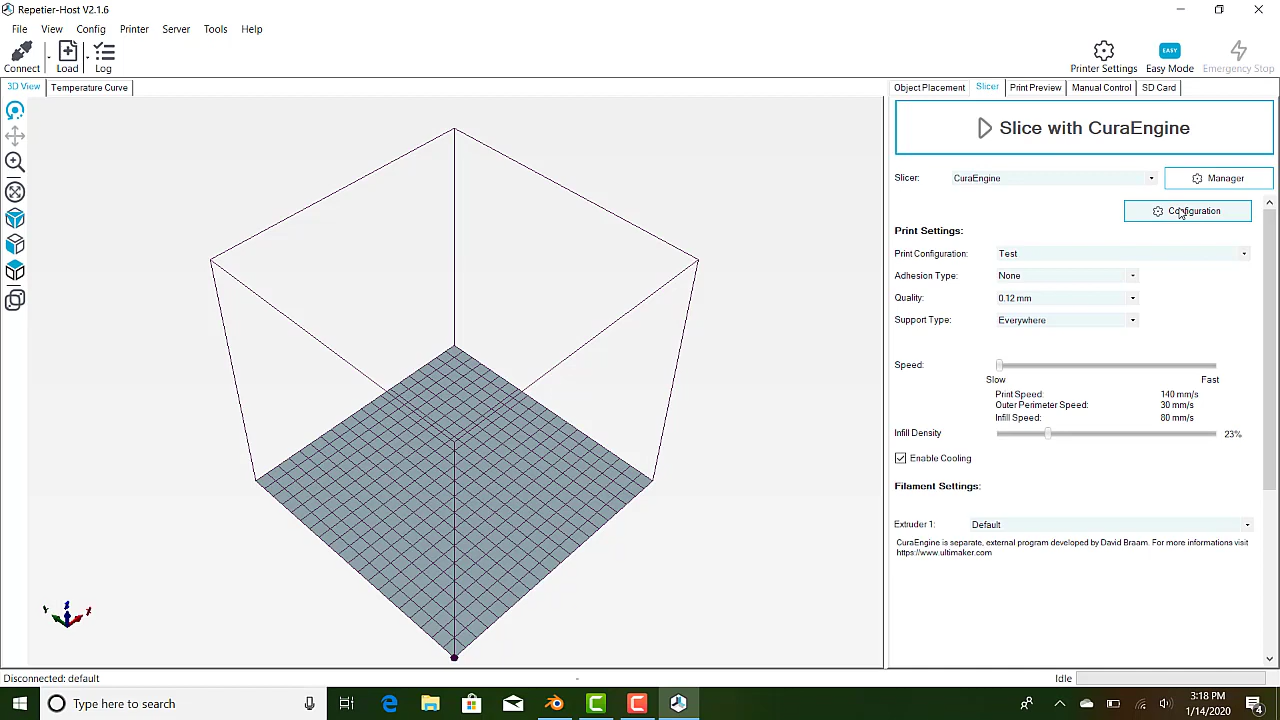 Repetier-Host V2.1.6
File View Config Printer Server Tools Help
Connect Load Log Printer Settings EASY Easy Mode Emergency Stop
3D View Temperature Curve
Object Placement Slicer Print Preview Manual Control SD Card
Slice with CuraEngine
Slicer: CuraEngine Manager
Configuration
Print Settings:
Print Configuration: Test
Adhesion Type: None
Quality: 0.12 mm
Support Type: Everywhere
Speed:
Slow Fast
Print Speed: 140 mm/s
Outer Perimeter Speed: 30 mm/s
Infill Speed: 80 mm/s
Infill Density 23%
Enable Cooling
Filament Settings:
Extruder 1: Default
CuraEngine is separate, external program developed by David Braam. For more informations visit
https://www.ultimaker.com
Disconnected: default - Idle
Type here to search
3:18 PM
1/14/2020
4